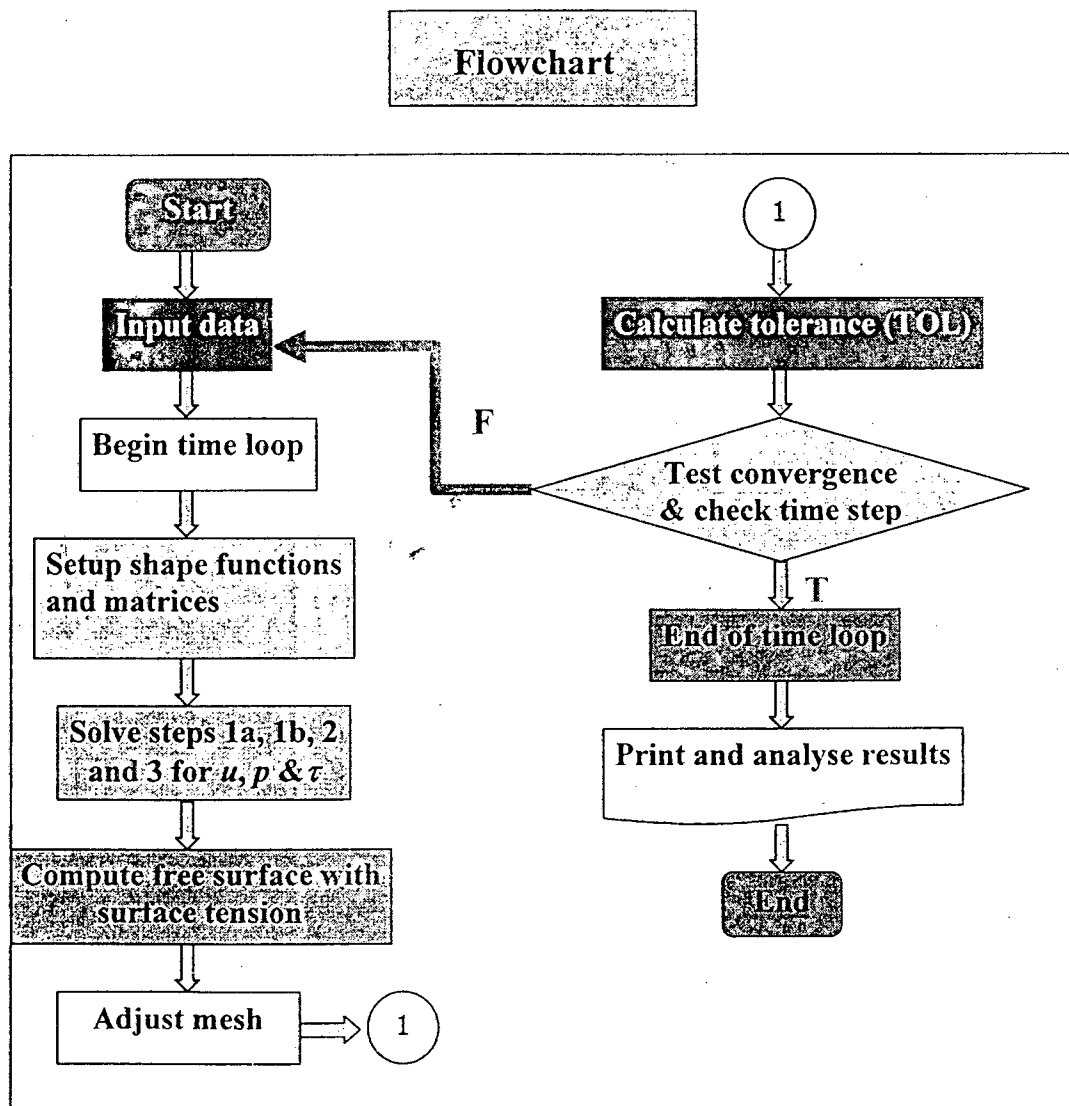 Flowchart
Start
Input data
Begin time loop
Setup shape functions
and matrices
Solve steps 1a, 1b, 2
and 3 for u, p & τ
Compute free surface with
surface tension
Adjust mesh
1
1
Calculate tolerance (TOL)
Test convergence
& check time step
F
T
End of time loop
Print and analyse results
End